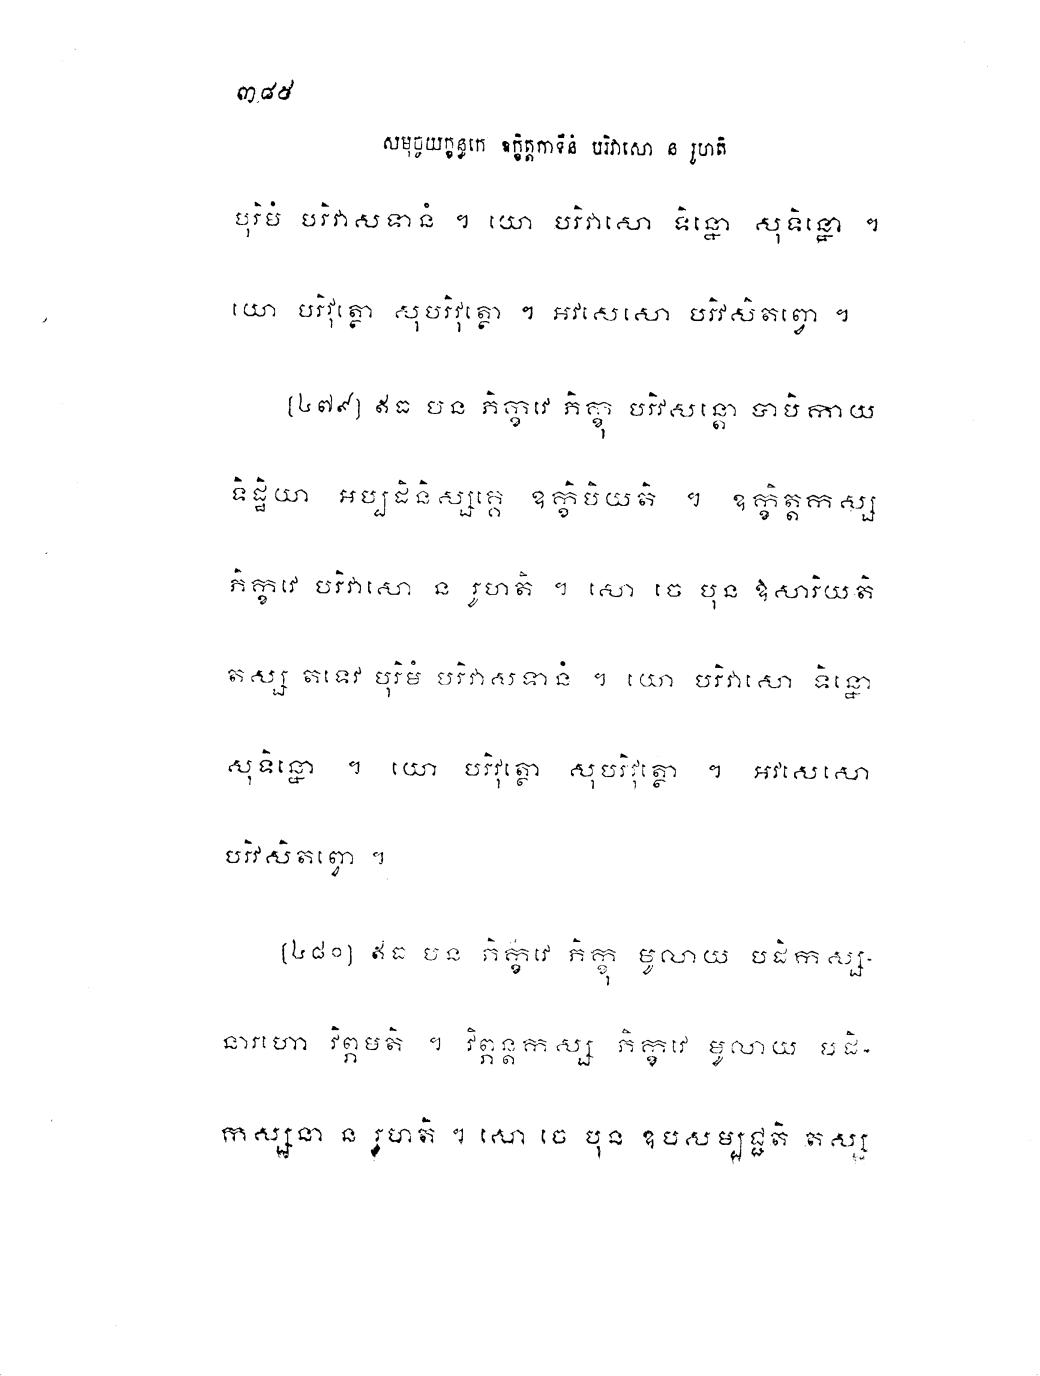 ៣៨៥
សមុច្ចយក្ខន្ធកេ ឧក្ខិត្តកាទីនំ បរិវាសោ ន រូហតិ
បុរិមំ បរិវាសទានំ ។ យោ បរិវាសោ ទិន្នោ សុទិន្នោ ។
យោ បរិវុត្ថោ សុបរិវុត្ថោ ។ អវសេសោ បរិវសិតព្វោ ។
[៤៧៩] ឥធ បន ភិក្ខវេ ភិក្ខុ បរិវសន្តោ ទាបិកាយ
ទិដ្ឋិយា អប្បដិនិស្សគ្គេ ឧក្ខិបិយតិ ។ ឧក្ខិត្តកស្ស
ភិក្ខវេ បរិវាសោ ន រូហតិ ។ សោ ចេ បុន ឱសារិយតិ
តស្ស តទេវ បុរិមំ បរិវាសទានំ ។ យោ បរិវាសោ ទិន្នោ
សុទិន្នោ ។ យោ បរិវុត្ថោ សុបរិវុត្ថោ ។ អវសេសោ
បរិវសិតព្វោ ។
[៤៨០] ឥធ បន ភិក្ខវេ ភិក្ខុ មូលាយ បដិកស្ស-
នារហោ វិព្ភមតិ ។ វិព្ភន្តកស្ស ភិក្ខវេ មូលាយ បដិ-
កស្សនា ន រូហតិ ។ សោ ចេ បុន ឧបសម្បជ្ជតិ តស្ស